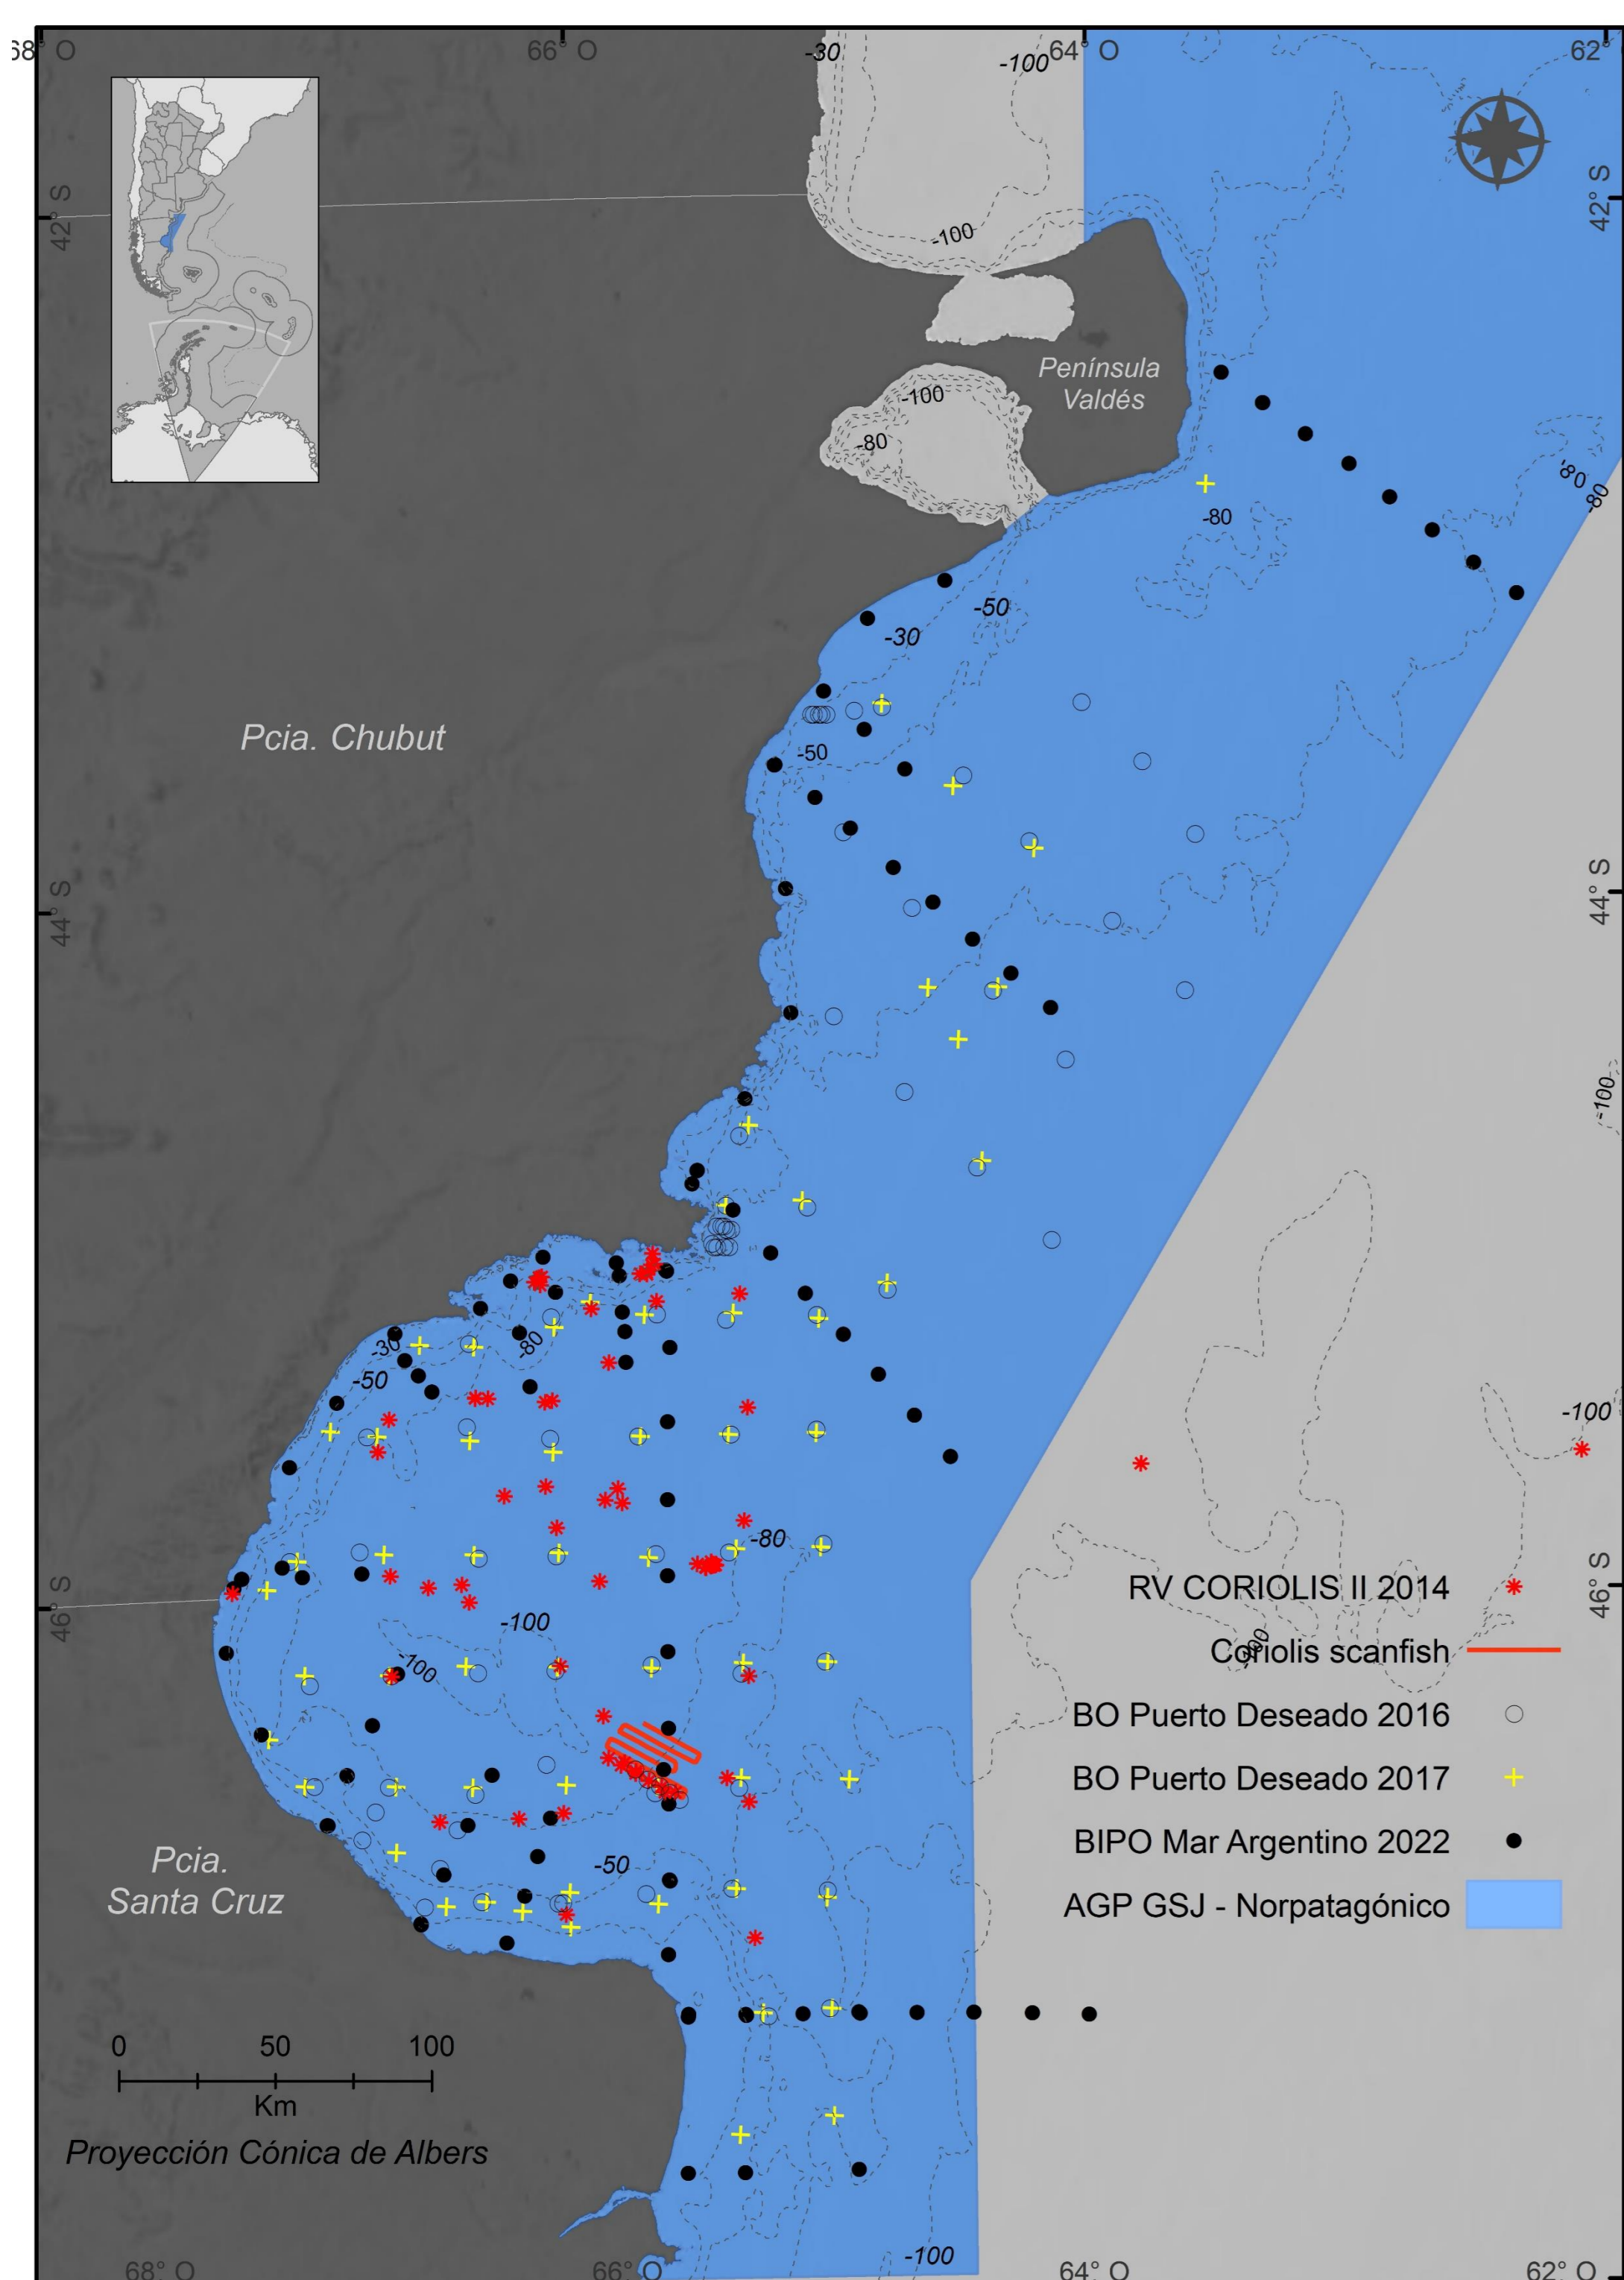 68° O
66° O
-30
-100
64° O
62°
42° S
42° S
-100
Península
Valdés
-100
-80
-80
-80
-80
-50
-30
Pcia. Chubut
-50
44° S
44° S
-100
-30
-80
-50
-100
-80
46° S
46° S
-100
-100
RV CORIOLIS II 2014
Coriolis scanfish
-100
BO Puerto Deseado 2016
BO Puerto Deseado 2017
BIPO Mar Argentino 2022
AGP GSJ - Norpatagónico
-50
Pcia.
Santa Cruz
0 50 100
Km
Proyección Cónica de Albers
-100
68° O
66° O
64° O
62° O